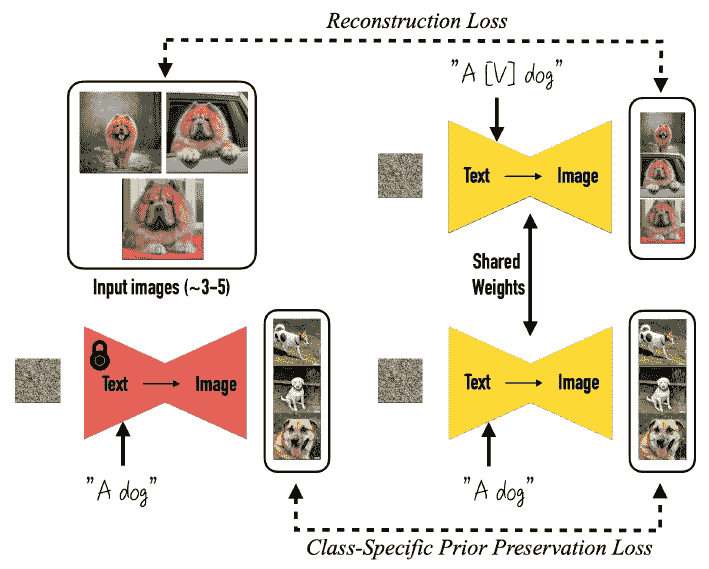 Reconstruction Loss
"A [V] dog"
Text → Image
Input images (~3-5)
Shared
Weights
Text → Image
Text → Image
"A dog"
"A dog"
Class-Specific Prior Preservation Loss